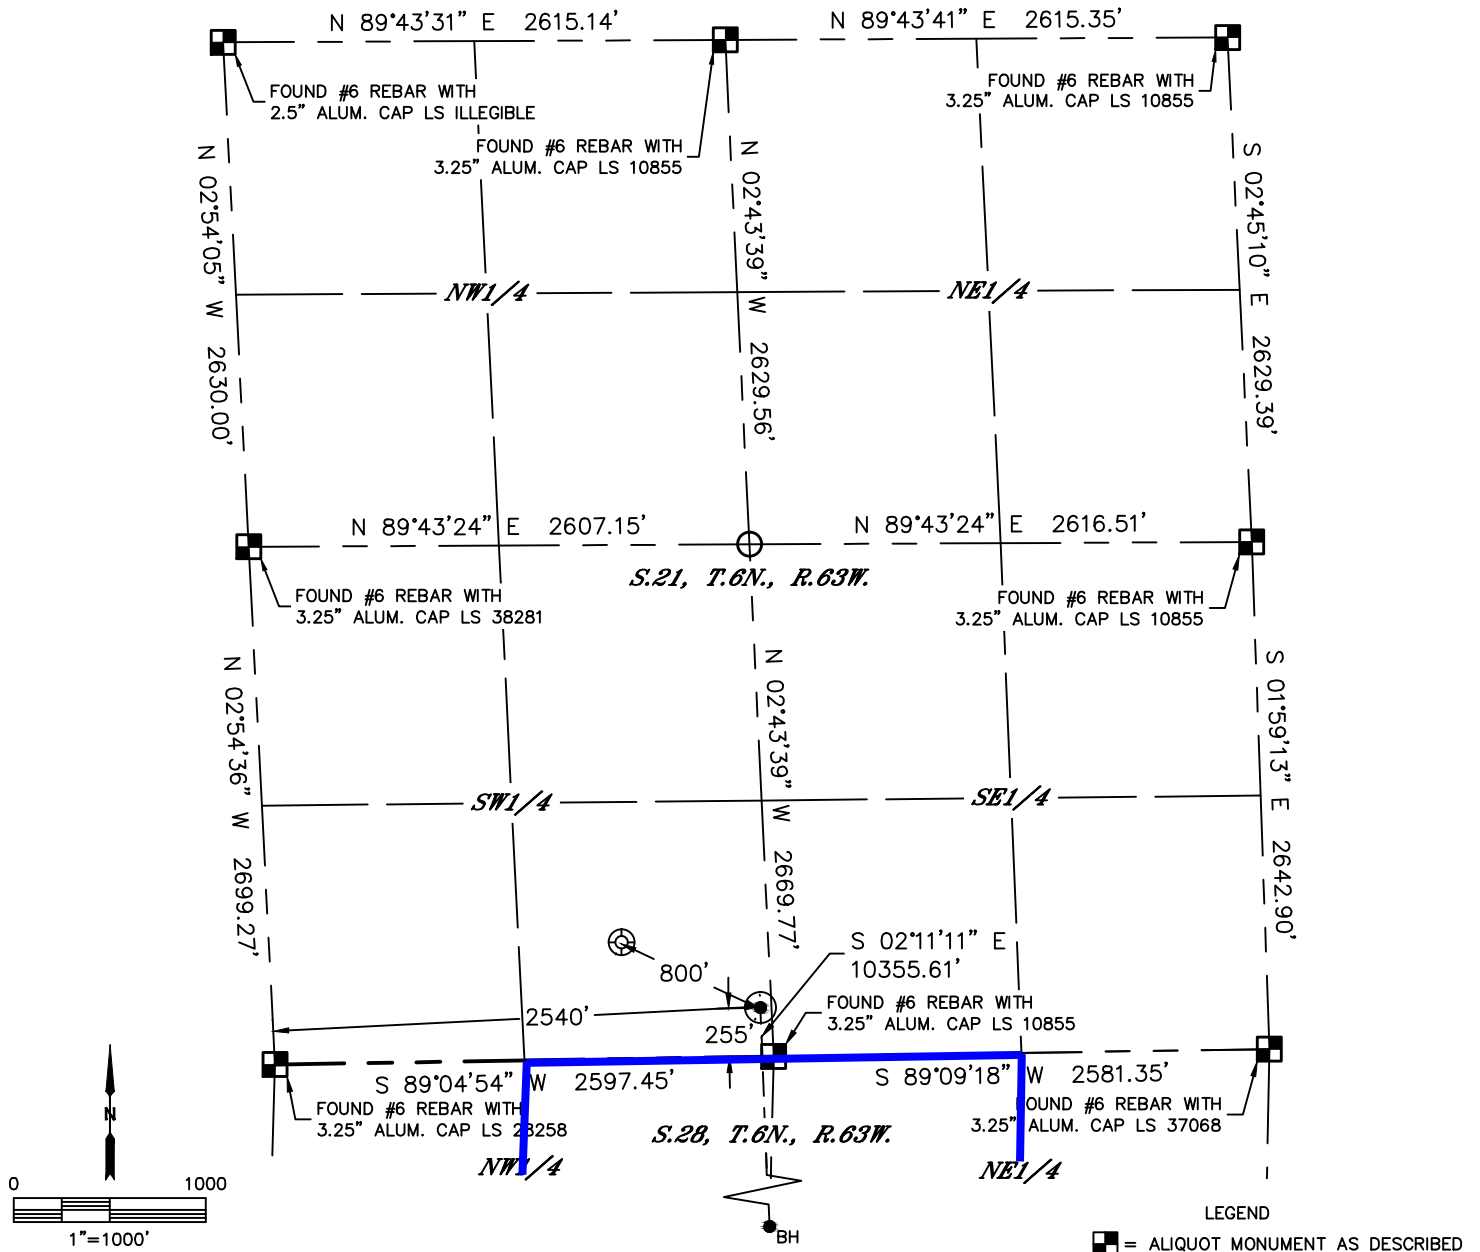 N 89°43'31" E 2615.14'
N 89°43'41" E 2615.35'
FOUND #6 REBAR WITH
2.5" ALUM. CAP LS ILLEGIBLE
FOUND #6 REBAR WITH
3.25" ALUM. CAP LS 10855
FOUND #6 REBAR WITH
3.25" ALUM. CAP LS 10855
N 02°54'05" W 2630.00'
N 02°43'39" W 2629.56'
S 02°45'10" E 2629.39'
NW1/4
NE1/4
N 89°43'24" E 2607.15'
N 89°43'24" E 2616.51'
S.21, T.6N., R.63W.
FOUND #6 REBAR WITH
3.25" ALUM. CAP LS 38281
FOUND #6 REBAR WITH
3.25" ALUM. CAP LS 10855
N 02°54'36" W 2699.27'
N 02°43'39" W 2669.77'
S 01°59'13" E 2642.90'
SW1/4
SE1/4
S 02°11'11" E
10355.61'
800'
2540'
255'
FOUND #6 REBAR WITH
3.25" ALUM. CAP LS 10855
S 89°04'54" W 2597.45'
S 89°09'18" W 2581.35'
FOUND #6 REBAR WITH
3.25" ALUM. CAP LS 28258
FOUND #6 REBAR WITH
3.25" ALUM. CAP LS 37068
S.28, T.6N., R.63W.
NW1/4
NE1/4
N
0 1000
1"=1000'
BH
LEGEND
= ALIQUOT MONUMENT AS DESCRIBED